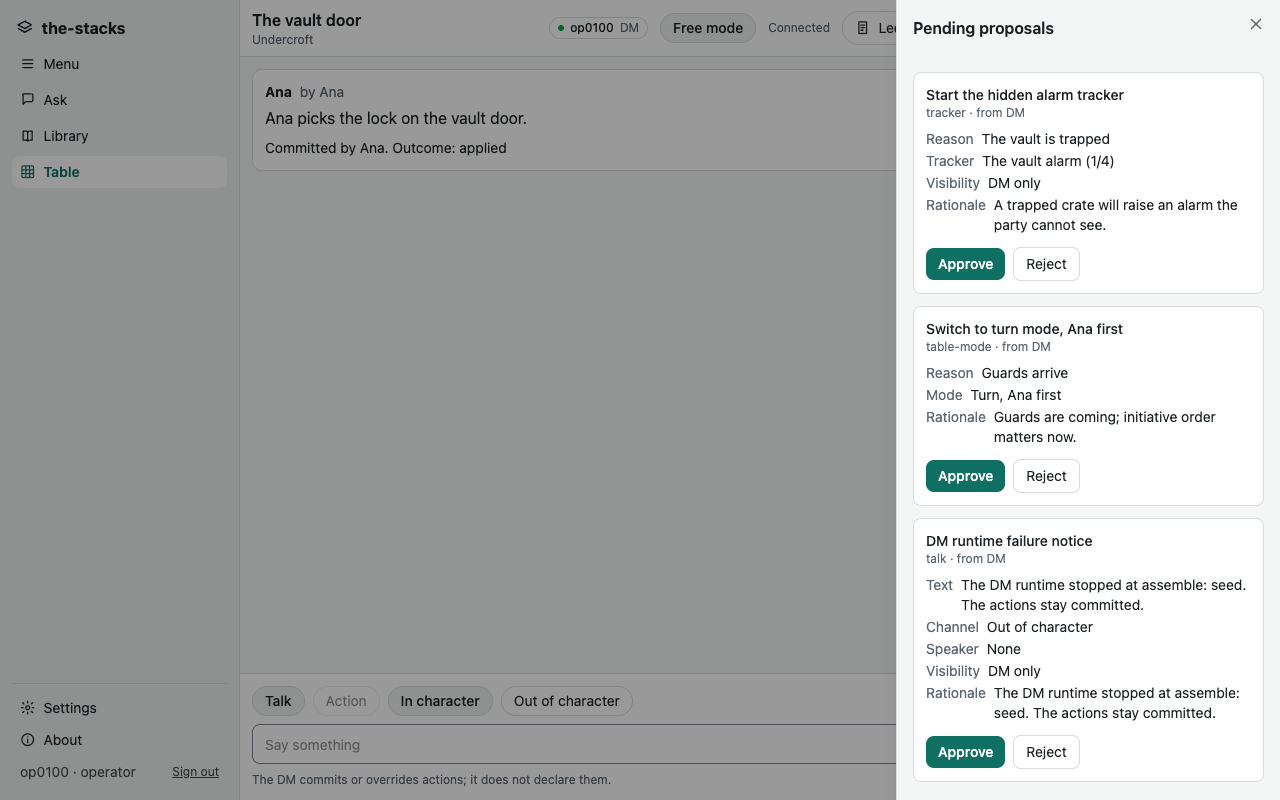 the-stacks
Menu
Ask
Library
Table
Settings
About
op0100 · operator
Sign out
The vault door
Undercroft
op0100 DM
Free mode
Connected
Ana by Ana
Ana picks the lock on the vault door.
Committed by Ana. Outcome: applied
Talk
Action
In character
Out of character
Say something
The DM commits or overrides actions; it does not declare them.
Pending proposals
Start the hidden alarm tracker
tracker · from DM
Reason The vault is trapped
Tracker The vault alarm (1/4)
Visibility DM only
Rationale A trapped crate will raise an alarm the
party cannot see.
Approve
Reject
Switch to turn mode, Ana first
table-mode · from DM
Reason Guards arrive
Mode Turn, Ana first
Rationale Guards are coming; initiative order
matters now.
Approve
Reject
DM runtime failure notice
talk · from DM
Text The DM runtime stopped at assemble: seed.
The actions stay committed.
Channel Out of character
Speaker None
Visibility DM only
Rationale The DM runtime stopped at assemble:
seed. The actions stay committed.
Approve
Reject